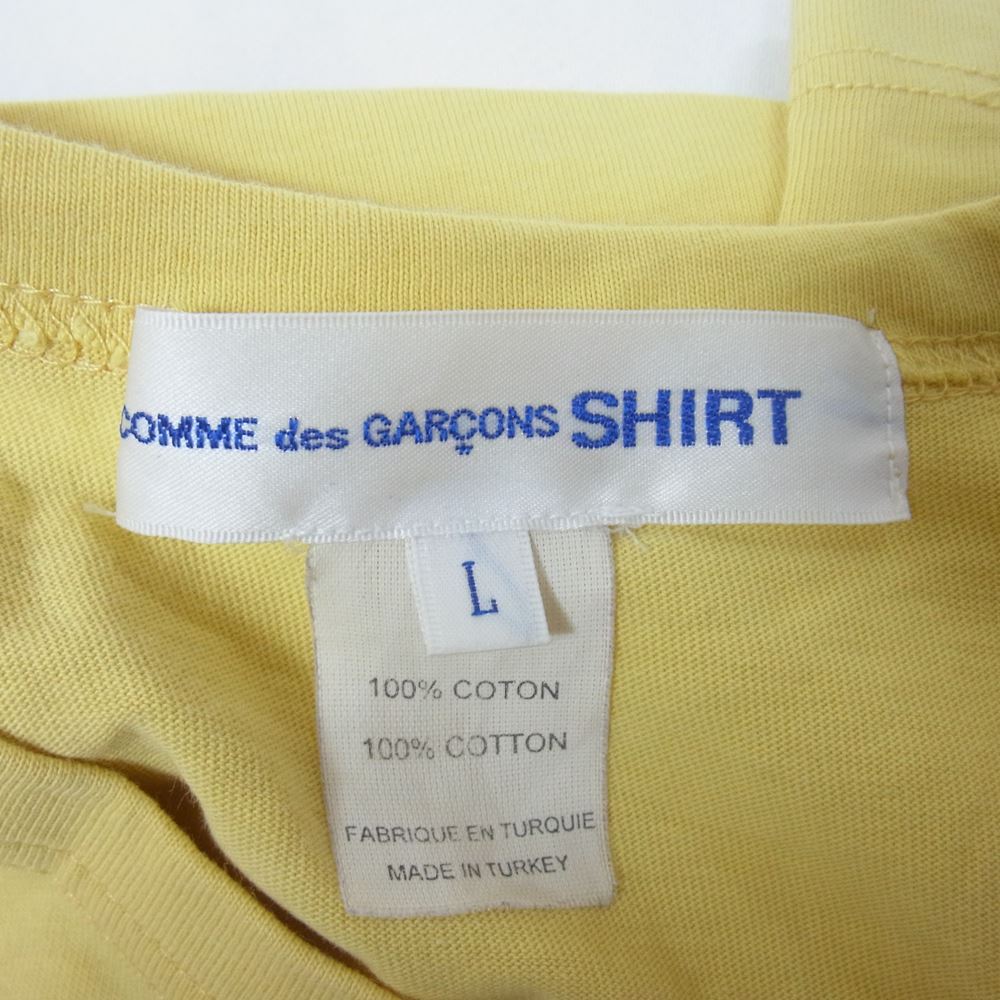 COMME des GARÇONS SHIRT
L
100% COTON
100% COTTON
FABRIQUE EN TURQUIE
MADE IN TURKEY